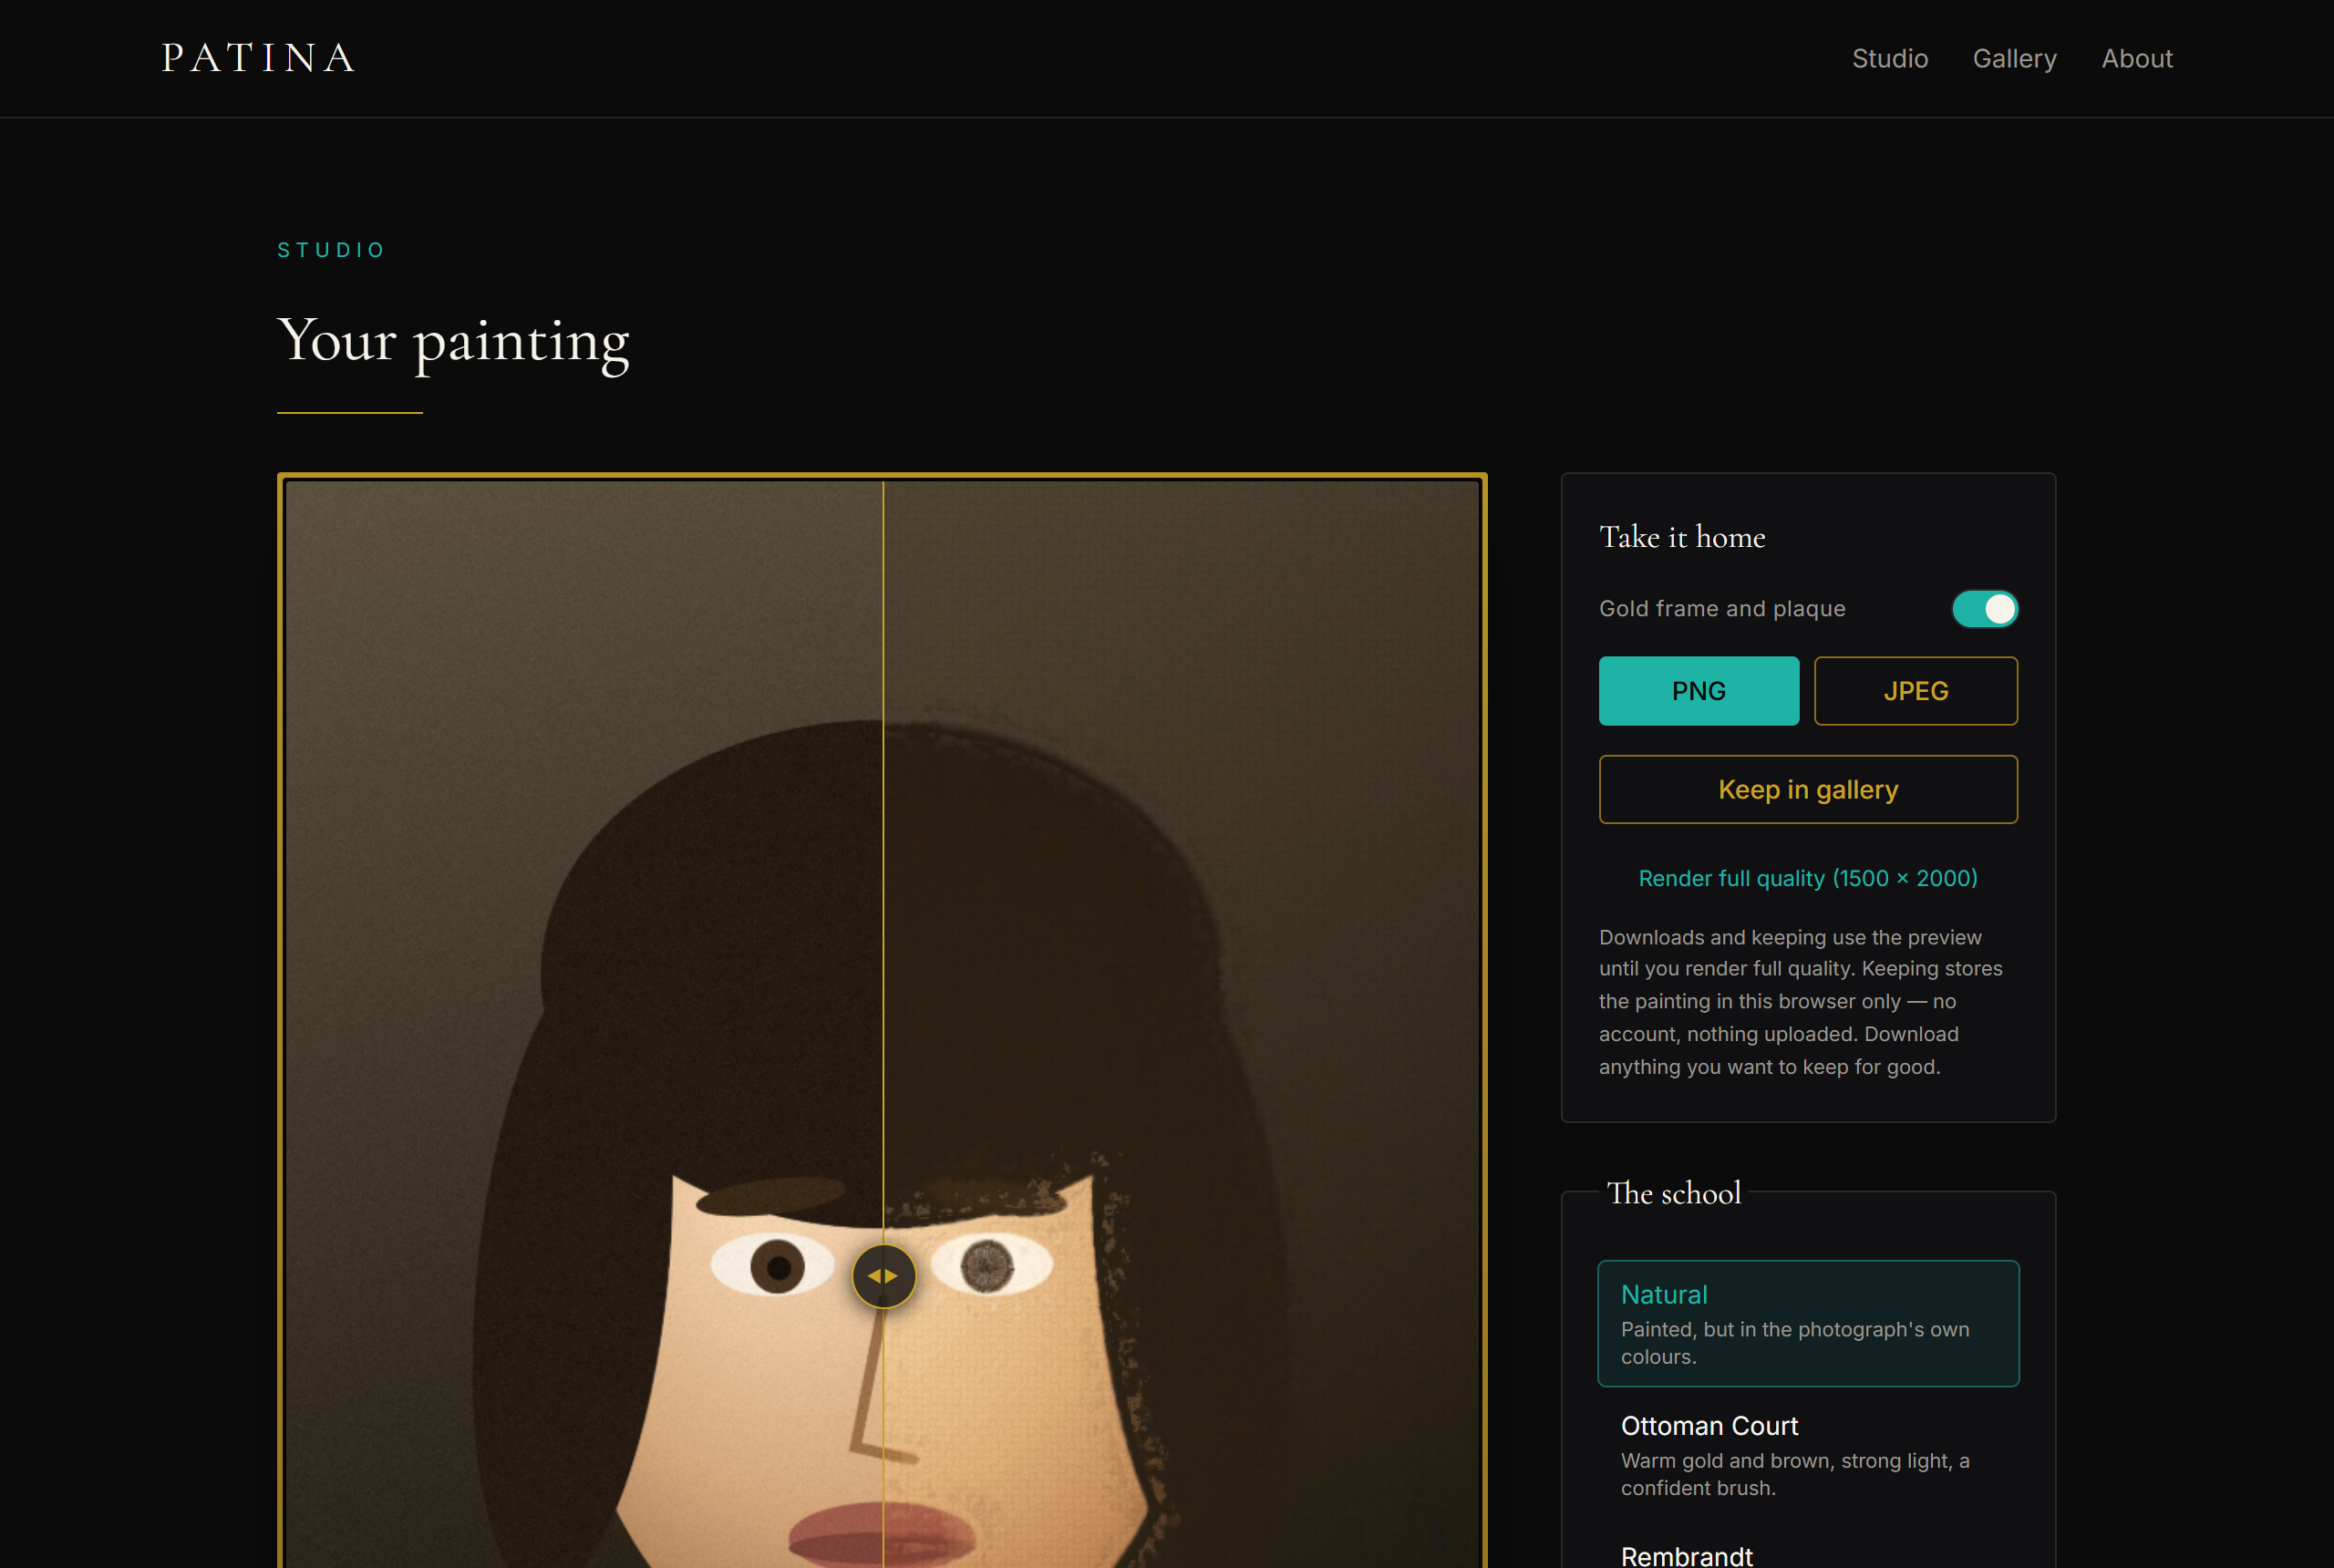 PATINA
Studio
Gallery
About
STUDIO
Your painting
Take it home
Gold frame and plaque
PNG
JPEG
Keep in gallery
Render full quality (1500 × 2000)
Downloads and keeping use the preview
until you render full quality. Keeping stores
the painting in this browser only — no
account, nothing uploaded. Download
anything you want to keep for good.
The school
Natural
Painted, but in the photograph's own
colours.
Ottoman Court
Warm gold and brown, strong light, a
confident brush.
Rembrandt